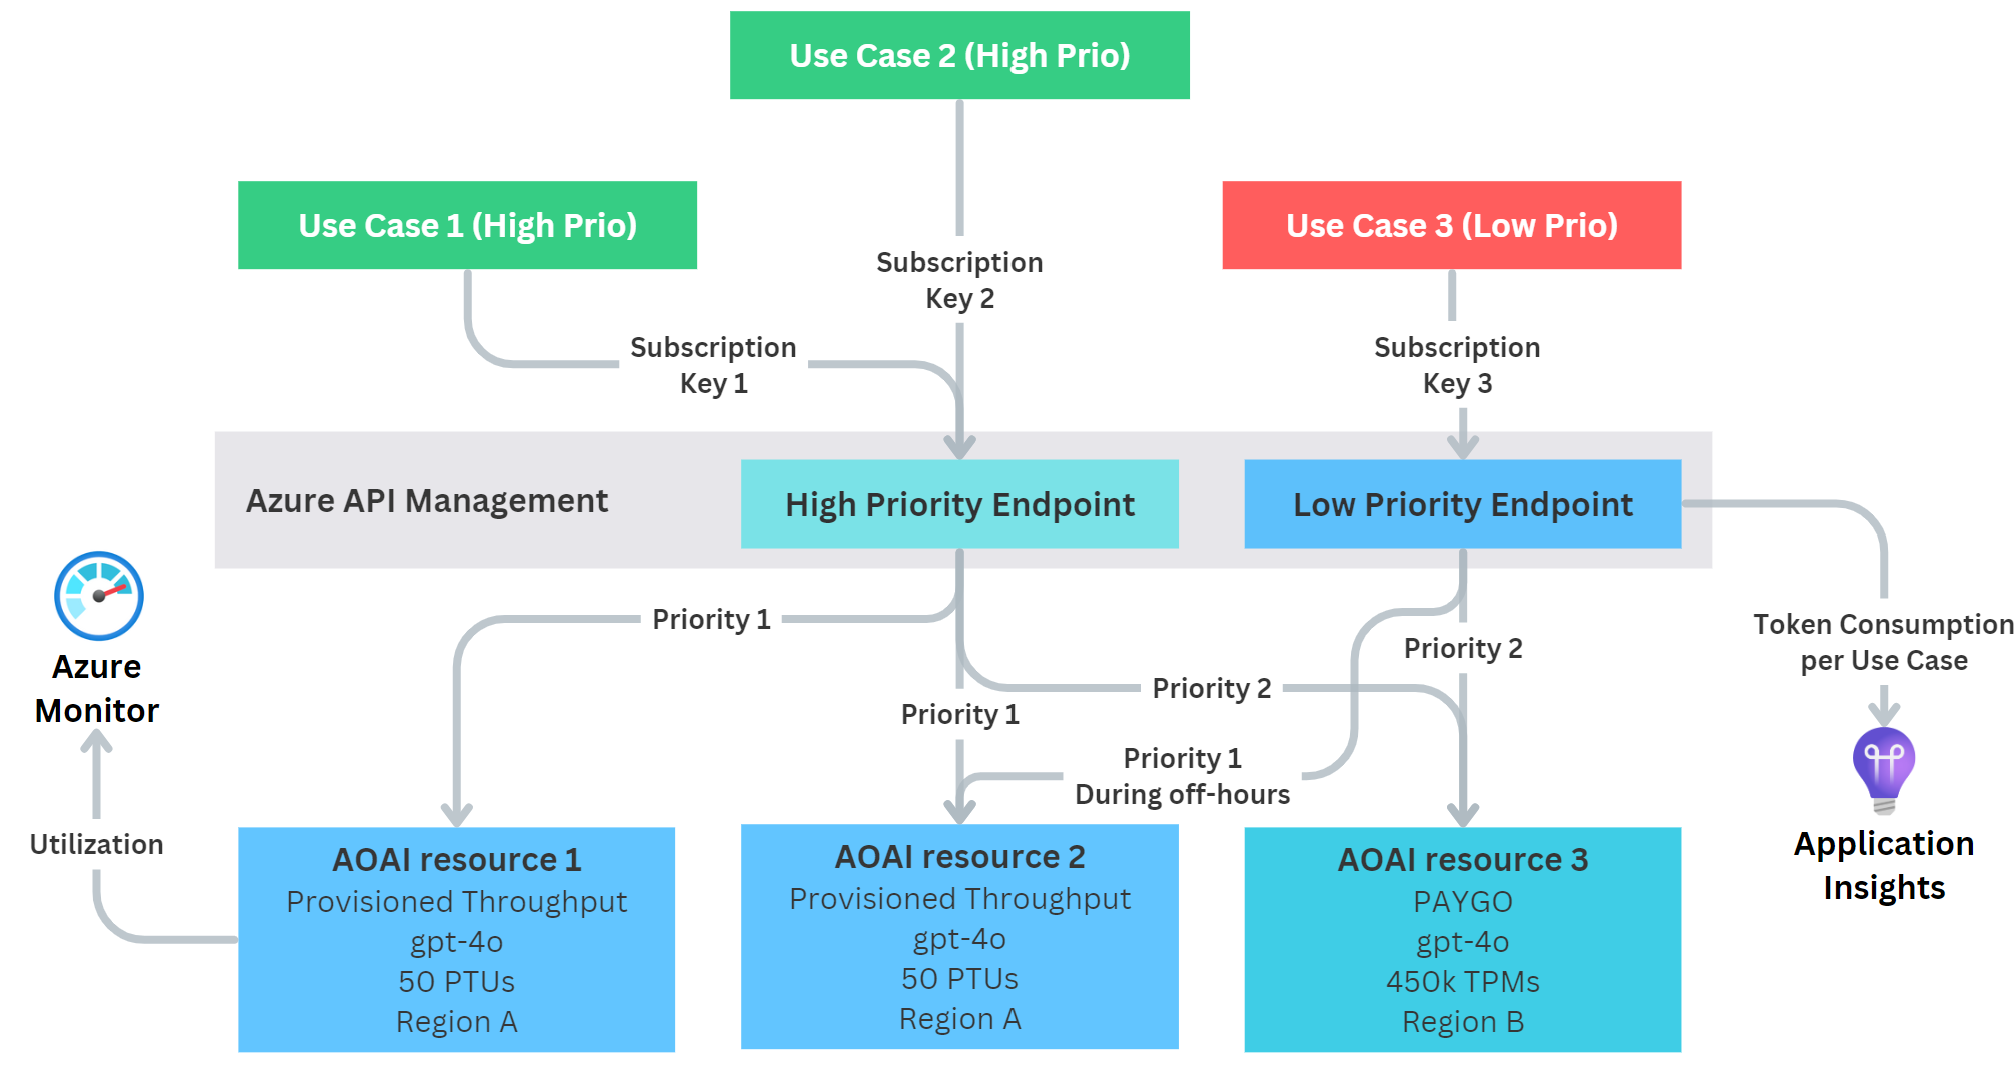 Use Case 2 (High Prio)
Use Case 1 (High Prio)
Use Case 3 (Low Prio)
Subscription
Key 2
Subscription
Key 1
Subscription
Key 3
Azure API Management
High Priority Endpoint
Low Priority Endpoint
Priority 1
Priority 2
Token Consumption
per Use Case
Azure
Monitor
Priority 2
Priority 1
Priority 1
During off-hours
Utilization
Application
Insights
AOAI resource 1
Provisioned Throughput
gpt-4o
50 PTUs
Region A
AOAI resource 2
Provisioned Throughput
gpt-4o
50 PTUs
Region A
AOAI resource 3
PAYGO
gpt-4o
450k TPMs
Region B